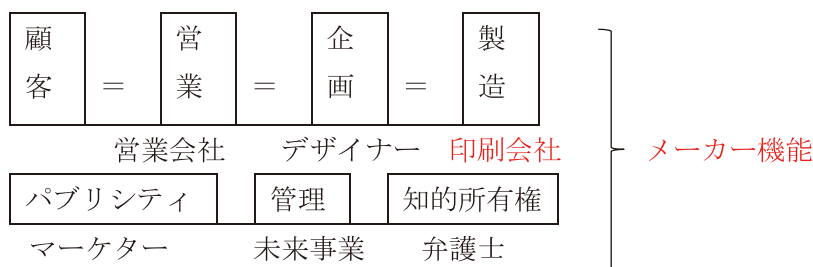 顧客 = 営業 = 企画 = 製造
営業会社 デザイナー 印刷会社
メーカー機能
パブリシティ 管理 知的所有権
マーケター 未来事業 弁護士